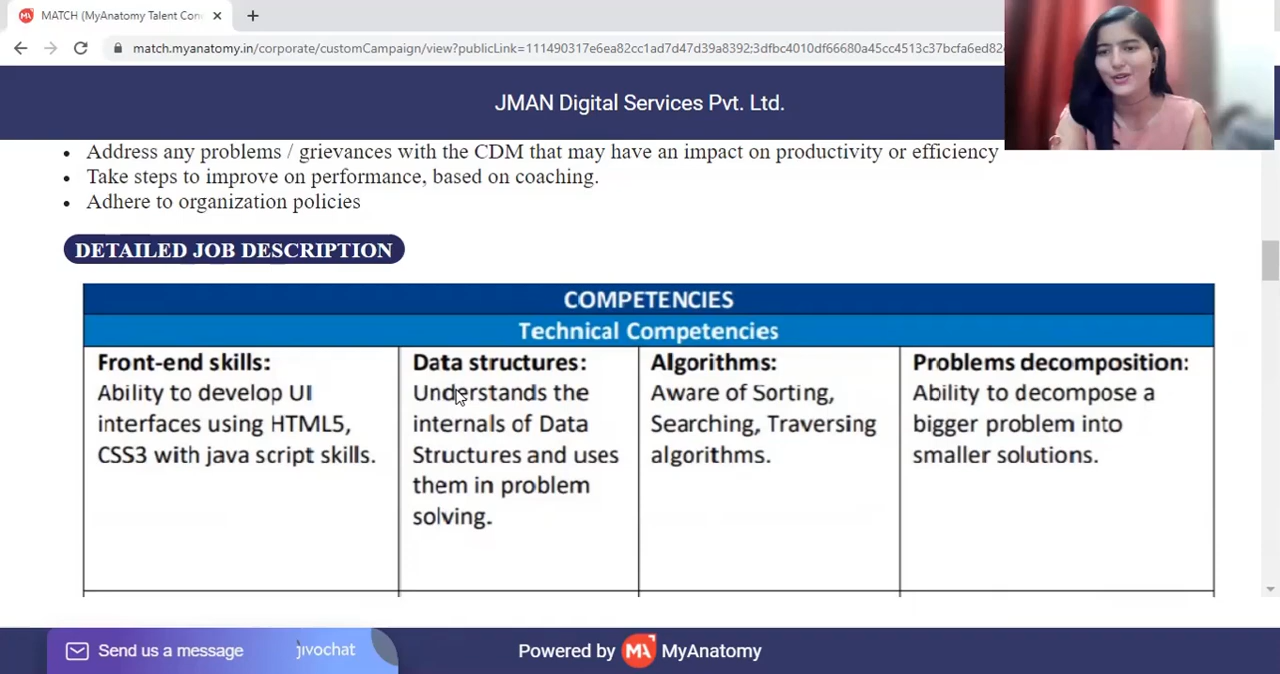 MATCH (MyAnatomy Talent Con
match.myanatomy.in/corporate/customCampaign/view?publicLink=111490317e6ea82cc1ad7d47d39a8392:3dfbc4010df66680a45cc4513c37bcfa6ed82
JMAN Digital Services Pvt. Ltd.
• Address any problems / grievances with the CDM that may have an impact on productivity or efficiency
• Take steps to improve on performance, based on coaching.
• Adhere to organization policies
DETAILED JOB DESCRIPTION
COMPETENCIES
Technical Competencies
Front-end skills:
Ability to develop UI
interfaces using HTML5,
CSS3 with java script skills.
Data structures:
Understands the
internals of Data
Structures and uses
them in problem
solving.
Algorithms:
Aware of Sorting,
Searching, Traversing
algorithms.
Problems decomposition:
Ability to decompose a
bigger problem into
smaller solutions.
Send us a message jivochat
Powered by MA MyAnatomy